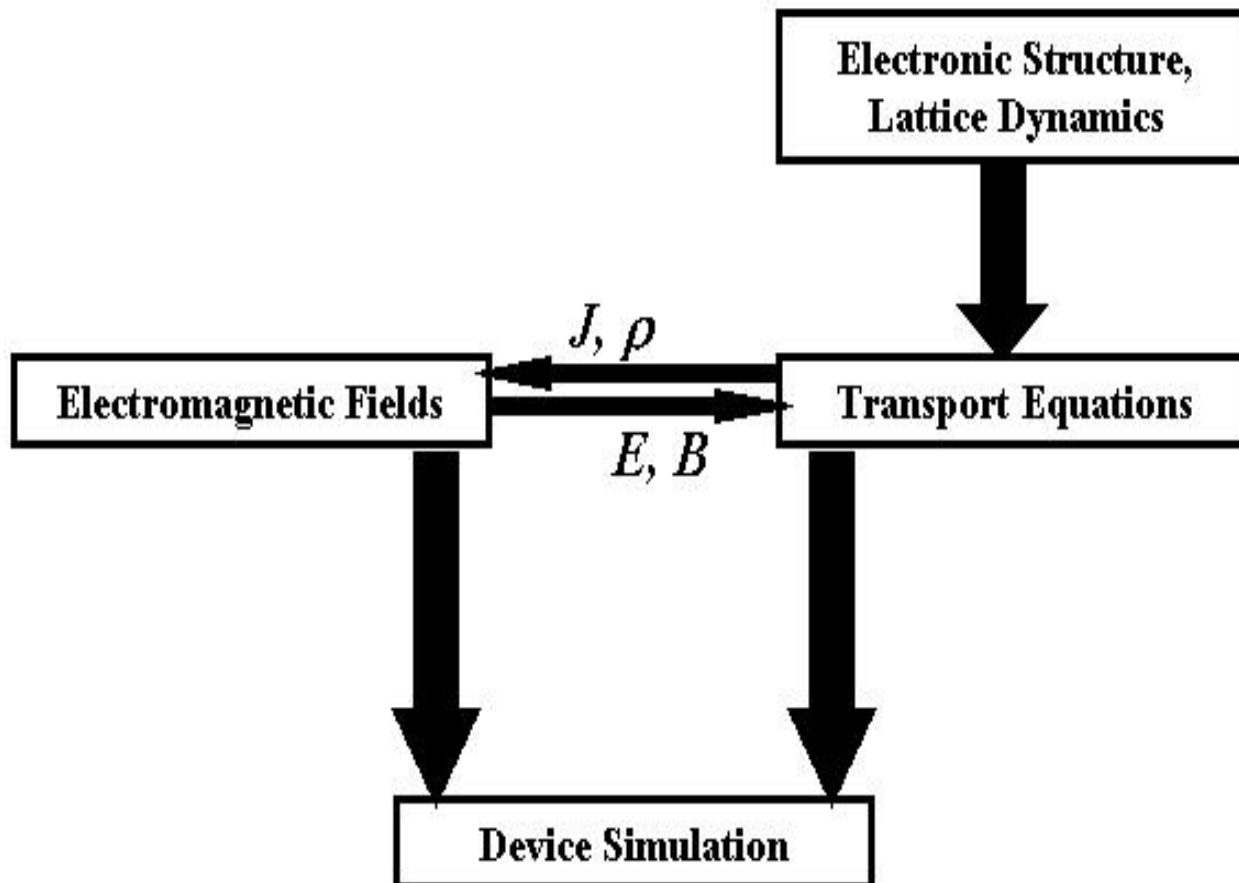 Electronic Structure,
Lattice Dynamics
J, ρ
Electromagnetic Fields
Transport Equations
E, B
Device Simulation